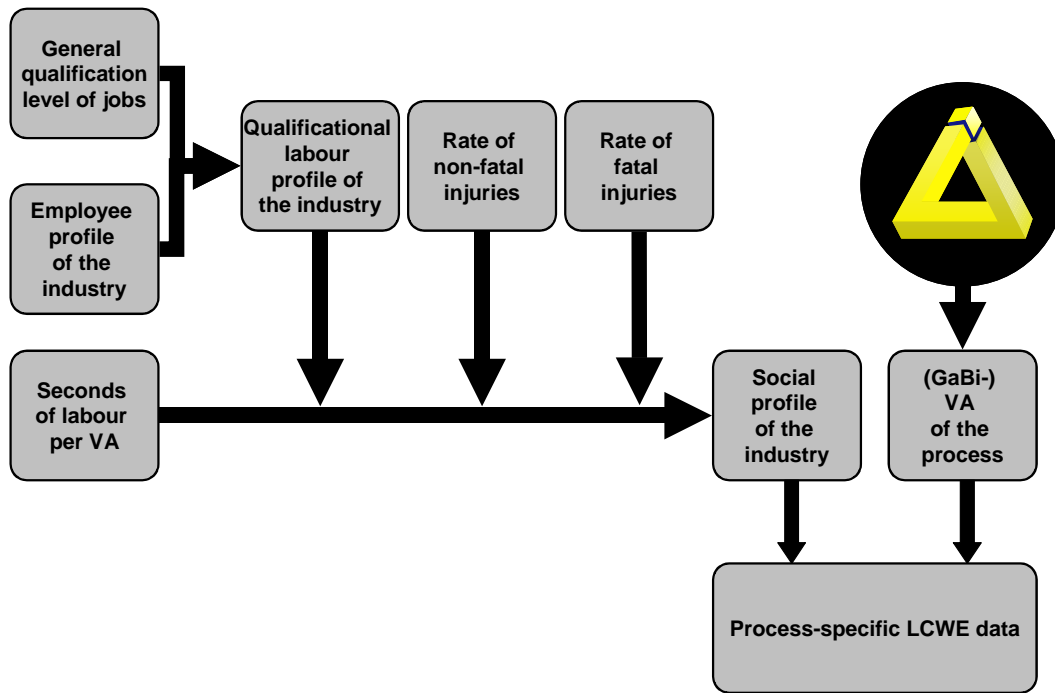 General
qualification
level of jobs
Employee
profile
of the
industry
Qualificational
labour
profile of
the industry
Rate of
non-fatal
injuries
Rate of
fatal
injuries
Seconds
of labour
per VA
Social
profile
of the
industry
(GaBi-)
VA
of the
process
Process-specific LCWE data